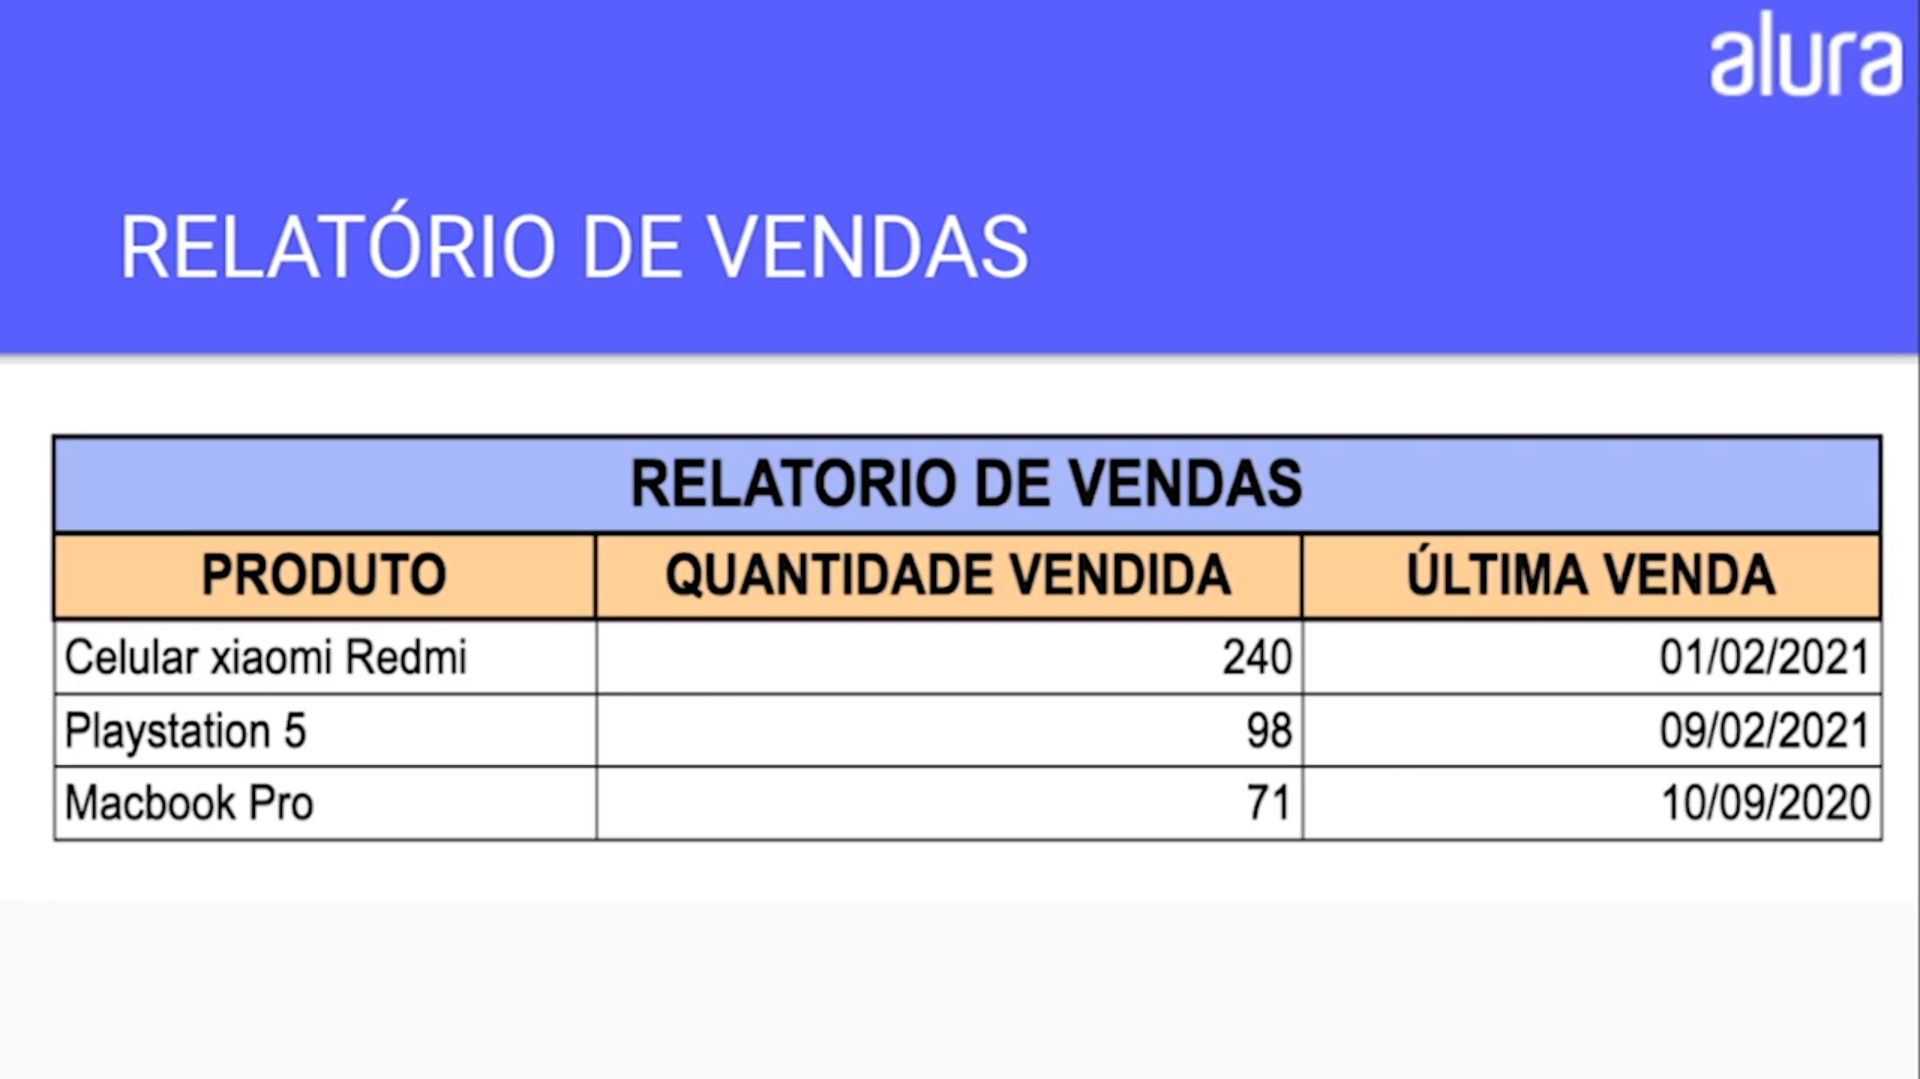 alura
RELATÓRIO DE VENDAS
RELATORIO DE VENDAS
PRODUTO QUANTIDADE VENDIDA ÚLTIMA VENDA
Celular xiaomi Redmi 240 01/02/2021
Playstation 5 98 09/02/2021
Macbook Pro 71 10/09/2020